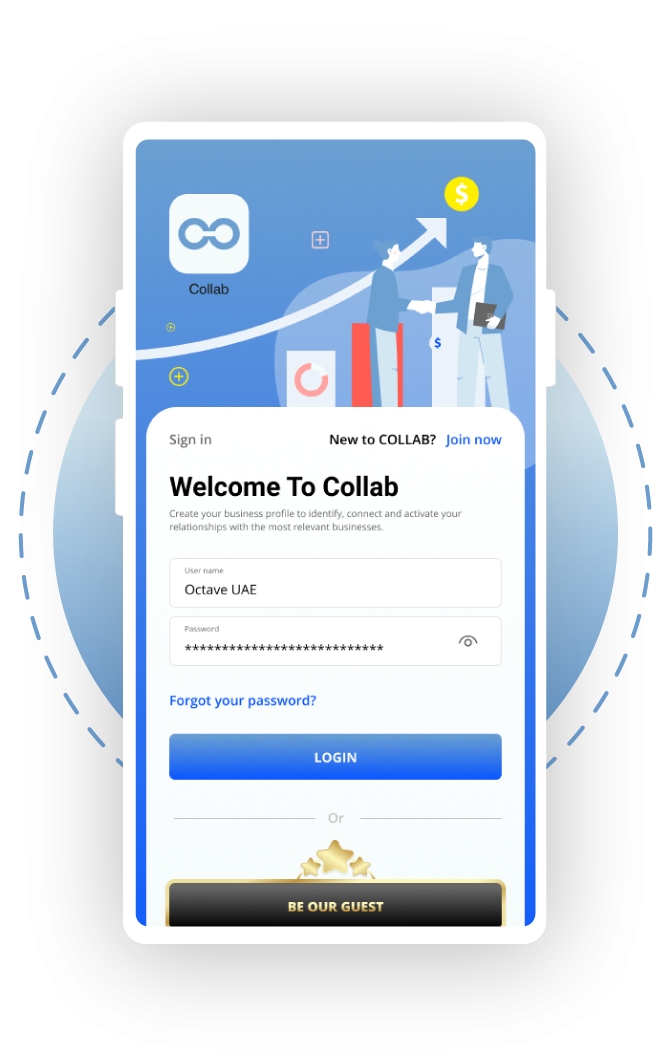 $
Collab
$
Sign in
New to COLLAB? Join now
Welcome To Collab
Create your business profile to identify, connect and activate your
relationships with the most relevant businesses.
User name
Octave UAE
Password
***************************
Forgot your password?
LOGIN
Or
BE OUR GUEST